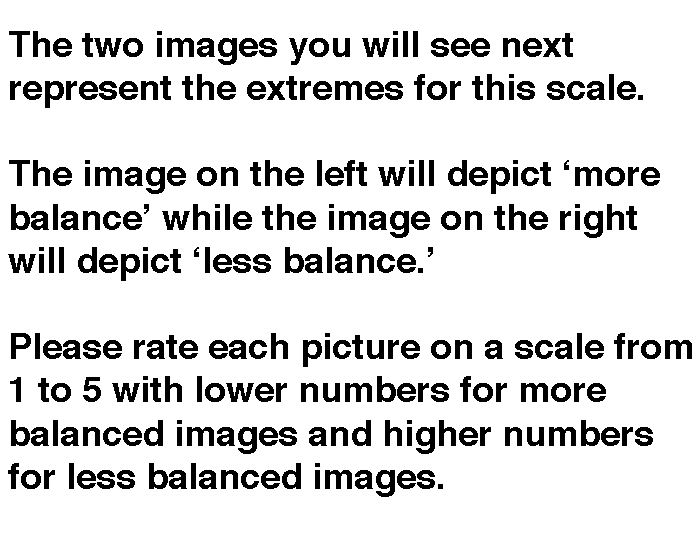 The two images you will see next
represent the extremes for this scale.
The image on the left will depict ‘more
balance’ while the image on the right
will depict ‘less balance.’
Please rate each picture on a scale from
1 to 5 with lower numbers for more
balanced images and higher numbers
for less balanced images.